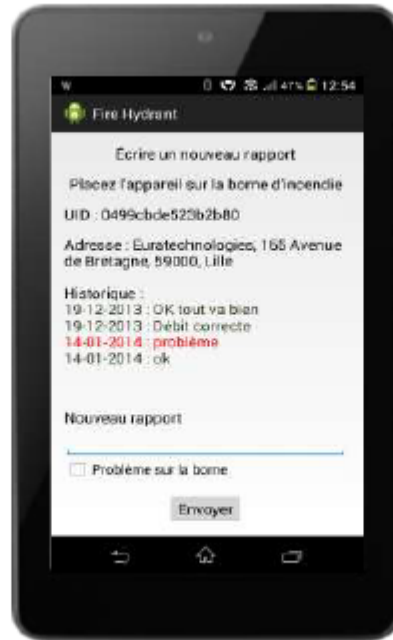 47% 12:54
Fire Hydrant
Écrire un nouveau rapport
Placez l'appareil sur la borne d'incendie
UID : 0499cbde523b2b80
Adresse : Euratechnologies, 165 Avenue
de Bretagne, 59000, Lille
Historique :
19-12-2013 : OK tout va bien
19-12-2013 : Débit correcte
14-01-2014 : problème
14-01-2014 : ok
Nouveau rapport
Problème sur la borne
Envoyer